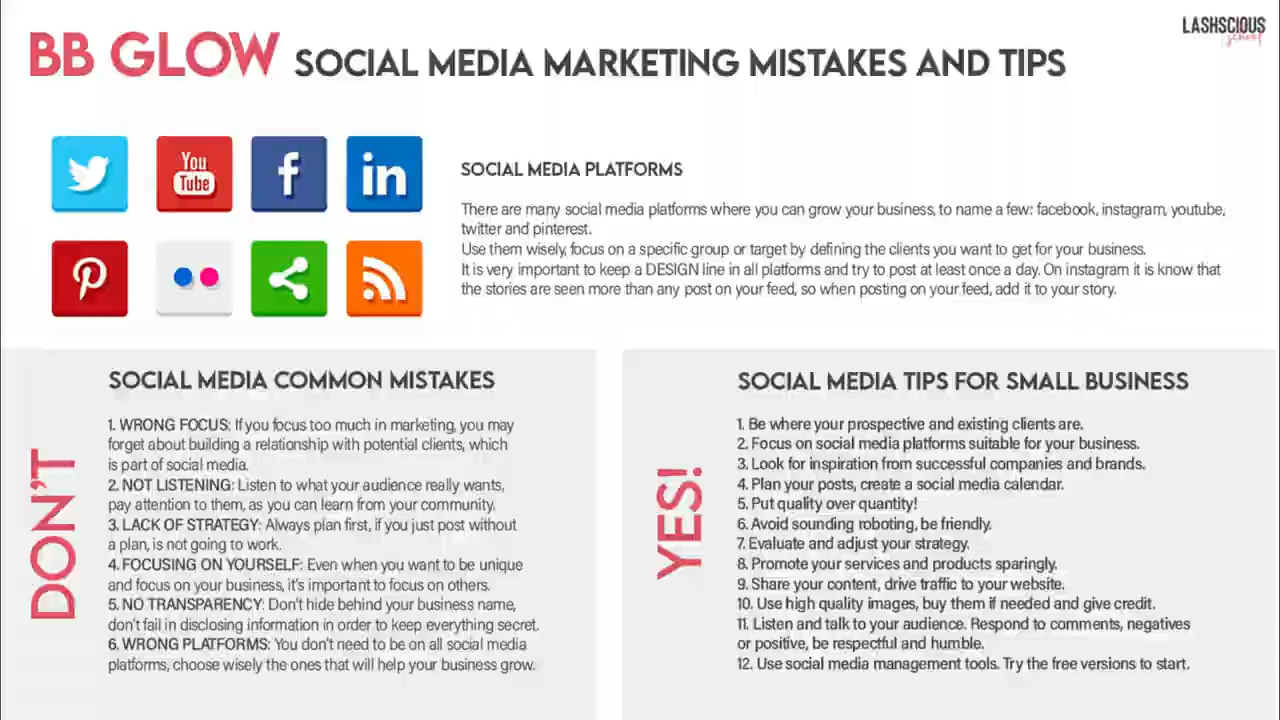 LASHSCIOUS
school
BB GLOW SOCIAL MEDIA MARKETING MISTAKES AND TIPS
You
Tube
f
in
SOCIAL MEDIA PLATFORMS
There are many social media platforms where you can grow your business, to name a few: facebook, instagram, youtube,
twitter and pinterest.
Use them wisely, focus on a specific group or target by defining the clients you want to get for your business.
It is very important to keep a DESIGN line in all platforms and try to post at least once a day. On instagram it is know that
the stories are seen more than any post on your feed, so when posting on your feed, add it to your story.
DON'T
SOCIAL MEDIA COMMON MISTAKES
1. WRONG FOCUS: If you focus too much in marketing, you may
forget about building a relationship with potential clients, which
is part of social media.
2. NOT LISTENING: Listen to what your audience really wants,
pay attention to them, as you can learn from your community.
3. LACK OF STRATEGY: Always plan first, if you just post without
a plan, is not going to work.
4. FOCUSING ON YOURSELF: Even when you want to be unique
and focus on your business, it's important to focus on others.
5. NO TRANSPARENCY: Don't hide behind your business name,
don't fail in disclosing information in order to keep everything secret.
6. WRONG PLATFORMS: You don't need to be on all social media
platforms, choose wisely the ones that will help your business grow.
YES!
SOCIAL MEDIA TIPS FOR SMALL BUSINESS
1. Be where your prospective and existing clients are.
2. Focus on social media platforms suitable for your business.
3. Look for inspiration from successful companies and brands.
4. Plan your posts, create a social media calendar.
5. Put quality over quantity!
6. Avoid sounding roboting, be friendly.
7. Evaluate and adjust your strategy.
8. Promote your services and products sparingly.
9. Share your content, drive traffic to your website.
10. Use high quality images, buy them if needed and give credit.
11. Listen and talk to your audience. Respond to comments, negatives
or positive, be respectful and humble.
12. Use social media management tools. Try the free versions to start.